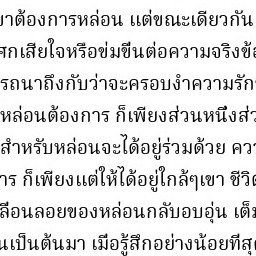 ขาต้องการหล่อน แต่ขณะเดียวกัน
ศกเสียใจหรือข่มขืนต่อความจริงข้อ
รถนาถึงกับว่าจะครอบงำความรัก
หล่อนต้องการ ก็เพียงส่วนหนึ่งส่ว
สำหรับหล่อนจะได้อยู่ร่วมด้วย คว
าร ก็เพียงแต่ให้ได้อยู่ใกล้ๆเขา ชีวิต
ลื่อนลอยของหล่อนกลับอบอุ่น เต็ม
นเป็นต้นมา เมื่อรู้สึกอย่างน้อยที่สุด